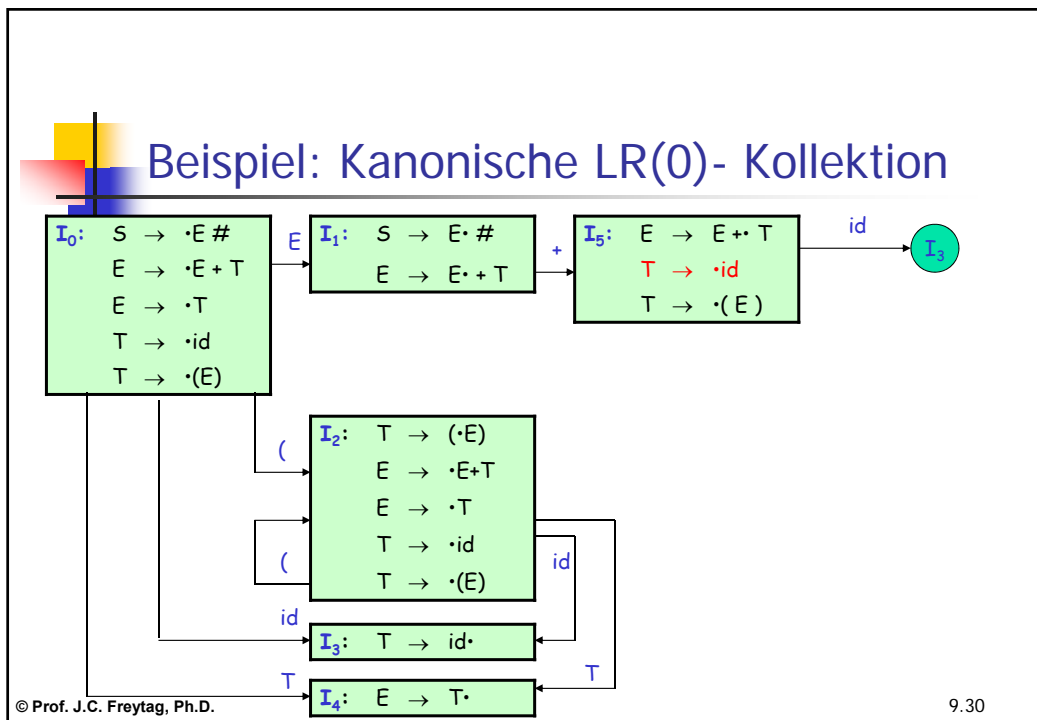 Beispiel: Kanonische LR(0)- Kollektion
I₀: S → ·E #
E → ·E + T
E → ·T
T → ·id
T → ·(E)
E
I₁: S → E· #
E → E· + T
+
I₅: E → E +· T
T → ·id
T → ·( E )
id
I₃
(
I₂: T → (·E)
E → ·E+T
E → ·T
T → ·id
T → ·(E)
(
id
id
I₃: T → id·
T
T
I₄: E → T·
© Prof. J.C. Freytag, Ph.D.
9.30